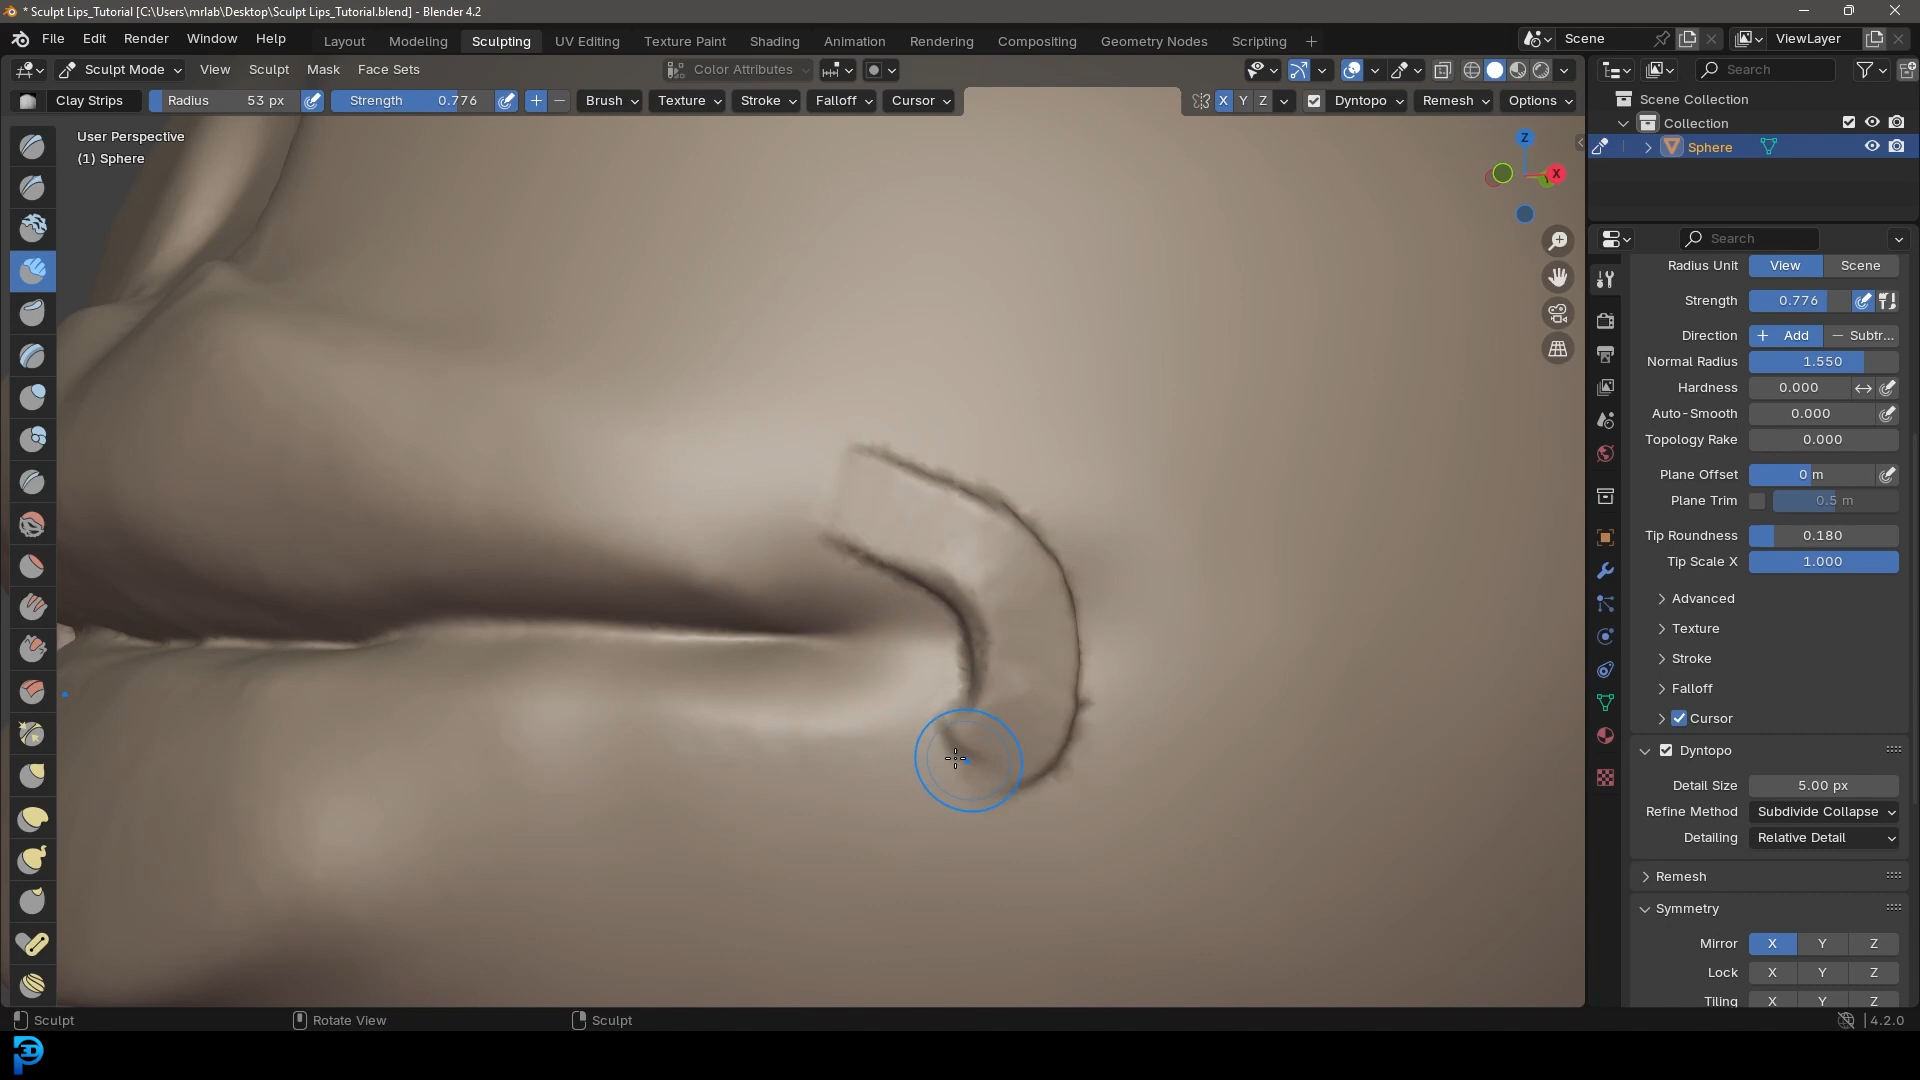 * Sculpt Lips_Tutorial [C:\Users\mrlab\Desktop\Sculpt Lips_Tutorial.blend] - Blender 4.2
File Edit Render Window Help Layout Modeling Sculpting UV Editing Texture Paint Shading Animation Rendering Compositing Geometry Nodes Scripting + Scene ViewLayer
Sculpt Mode View Sculpt Mask Face Sets Color Attributes Search
Clay Strips Radius 53 px Strength 0.776 + − Brush Texture Stroke Falloff Cursor X Y Z Dyntopo Remesh Options
Scene Collection
Collection
Sphere
User Perspective
(1) Sphere
Z
X
Search
Radius Unit View Scene
Strength 0.776
Direction + Add − Subtr...
Normal Radius 1.550
Hardness 0.000
Auto-Smooth 0.000
Topology Rake 0.000
Plane Offset 0 m
Plane Trim 0.5 m
Tip Roundness 0.180
Tip Scale X 1.000
Advanced
Texture
Stroke
Falloff
Cursor
Dyntopo
Detail Size 5.00 px
Refine Method Subdivide Collapse
Detailing Relative Detail
Remesh
Symmetry
Mirror X Y Z
Lock X Y Z
Tiling X Y Z
Sculpt Rotate View Sculpt 4.2.0
3D